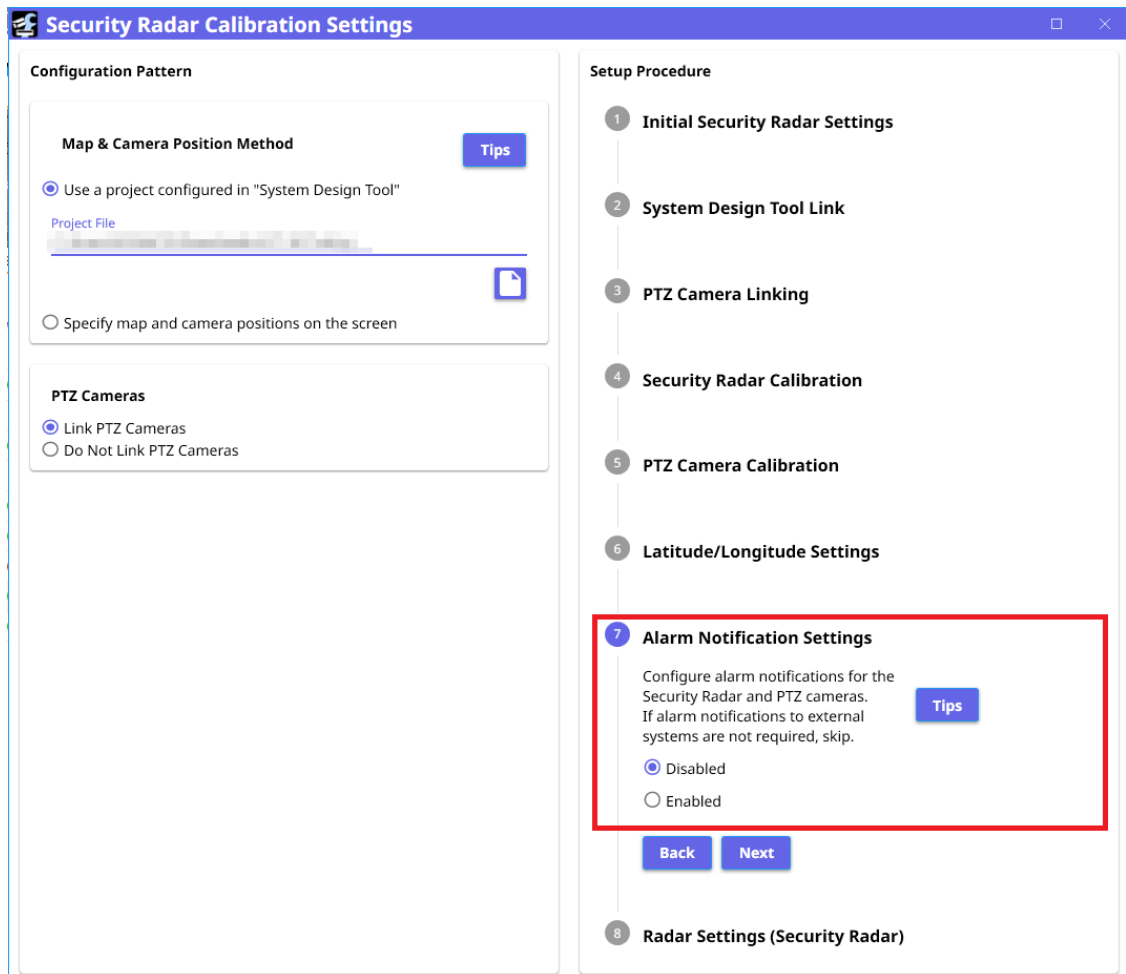 Security Radar Calibration Settings
Configuration Pattern
Map & Camera Position Method
Tips
Use a project configured in "System Design Tool"
Project File
Specify map and camera positions on the screen
PTZ Cameras
Link PTZ Cameras
Do Not Link PTZ Cameras
Setup Procedure
1 Initial Security Radar Settings
2 System Design Tool Link
3 PTZ Camera Linking
4 Security Radar Calibration
5 PTZ Camera Calibration
6 Latitude/Longitude Settings
7 Alarm Notification Settings
Configure alarm notifications for the
Security Radar and PTZ cameras.
If alarm notifications to external
systems are not required, skip.
Tips
Disabled
Enabled
Back Next
8 Radar Settings (Security Radar)